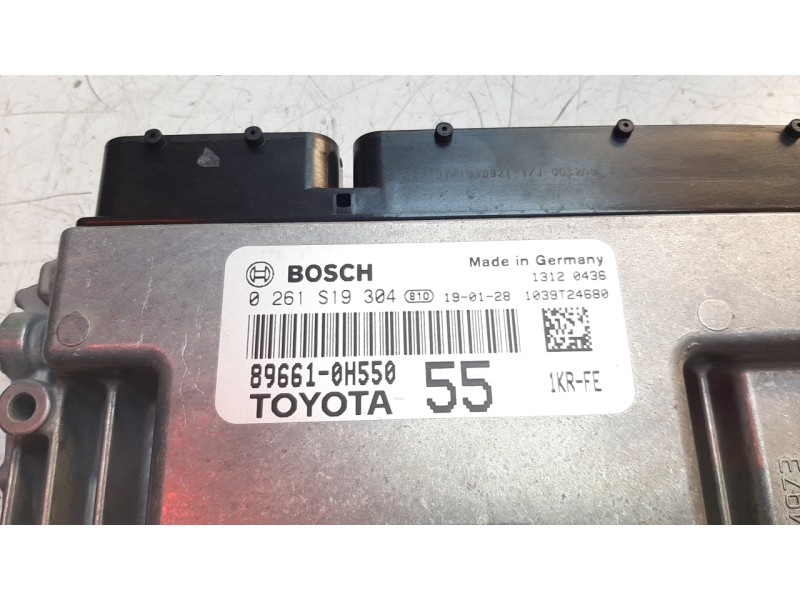 BOSCH
Made in Germany
1312 0436
0 261 S19 304 810 19-01-28 1039T24680
89661-0H550
TOYOTA 55 1KR-FE